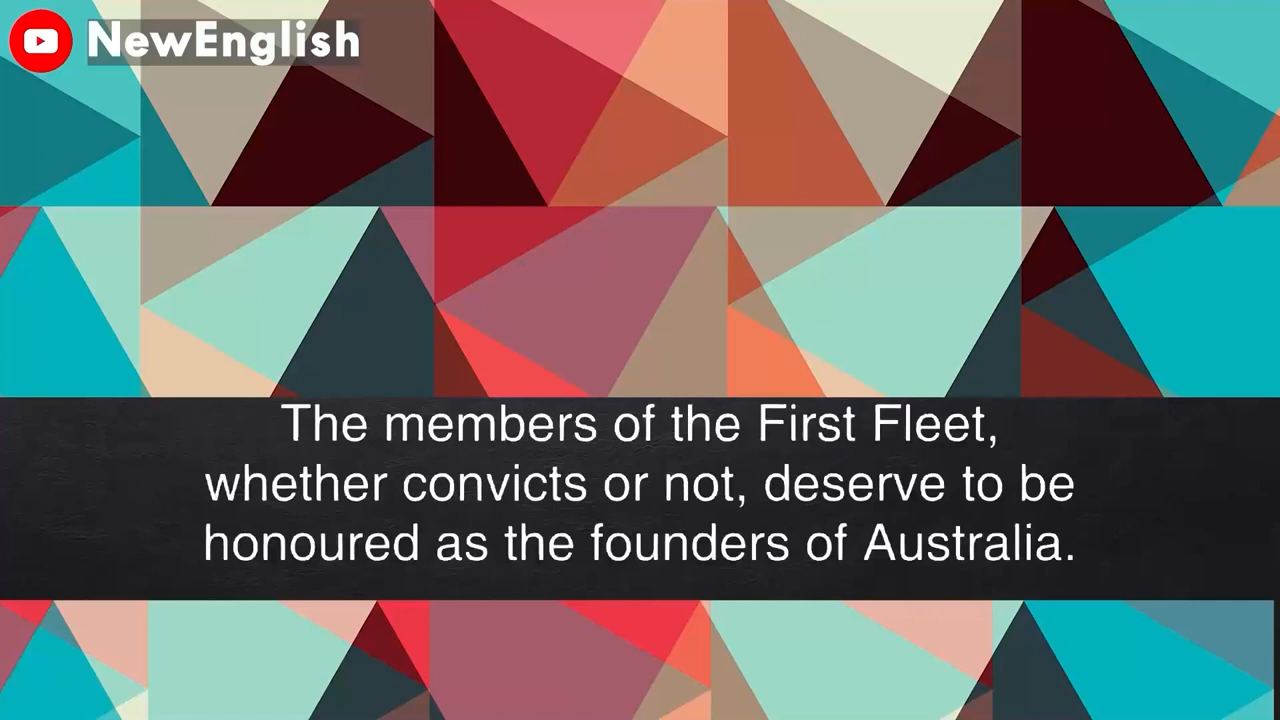 NewEnglish
The members of the First Fleet,
whether convicts or not, deserve to be
honoured as the founders of Australia.